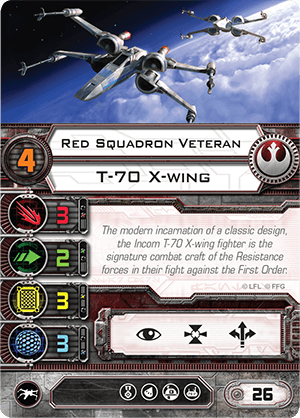 Red Squadron Veteran
4
T-70 X-wing
3
2
3
3
The modern incarnation of a classic design,
the Incom T-70 X-wing fighter is the
signature combat craft of the Resistance
forces in their fight against the First Order.
©LFL ©FFG
26